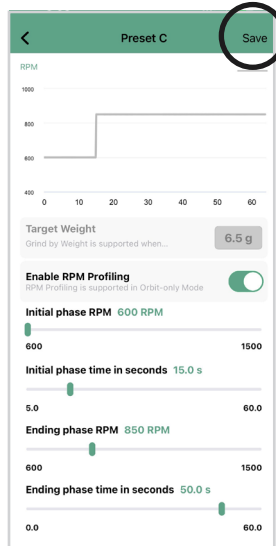 Preset C Save
RPM
1000
800
600
400
0 10 20 30 40 50 60
Target Weight
Grind by Weight is supported when...
6.5 g
Enable RPM Profiling
RPM Profiling is supported in Orbit-only Mode
Initial phase RPM 600 RPM
600 1500
Initial phase time in seconds 15.0 s
5.0 60.0
Ending phase RPM 850 RPM
600 1500
Ending phase time in seconds 50.0 s
0.0 60.0